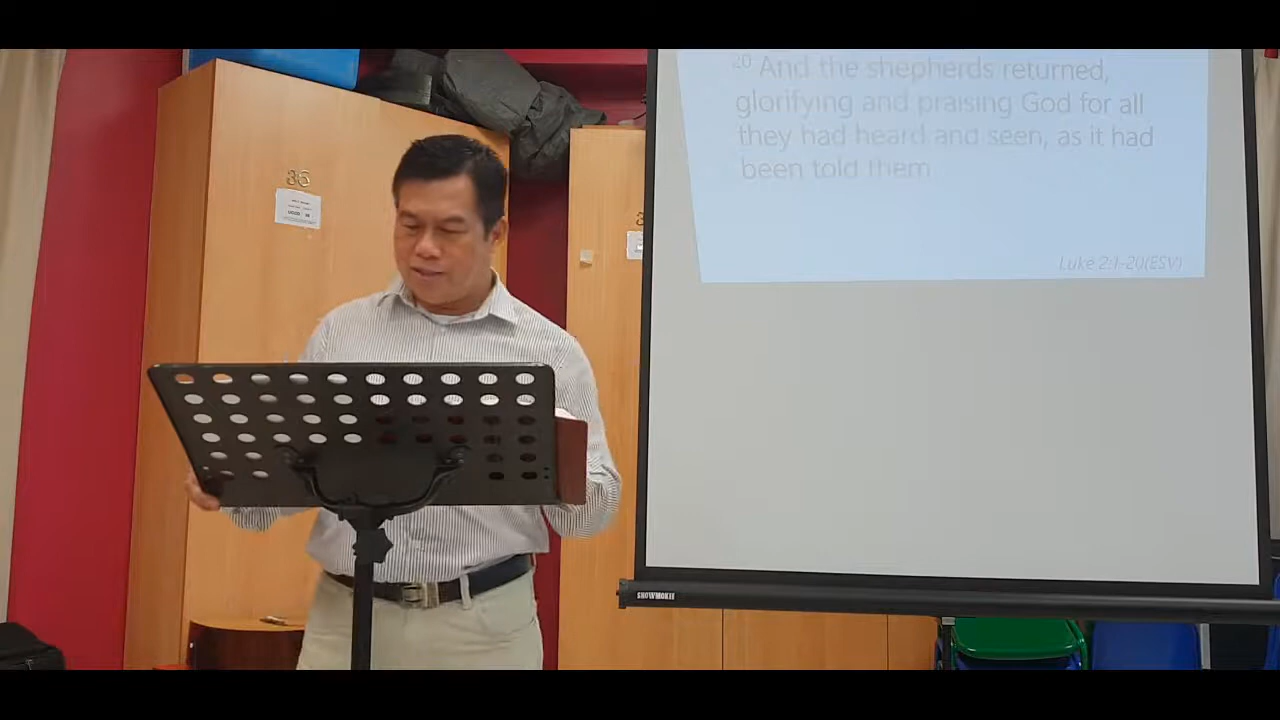 20 And the shepherds returned,
glorifying and praising God for all
they had heard and seen, as it had
been told them
Luke 2:1-20(ESV)
36